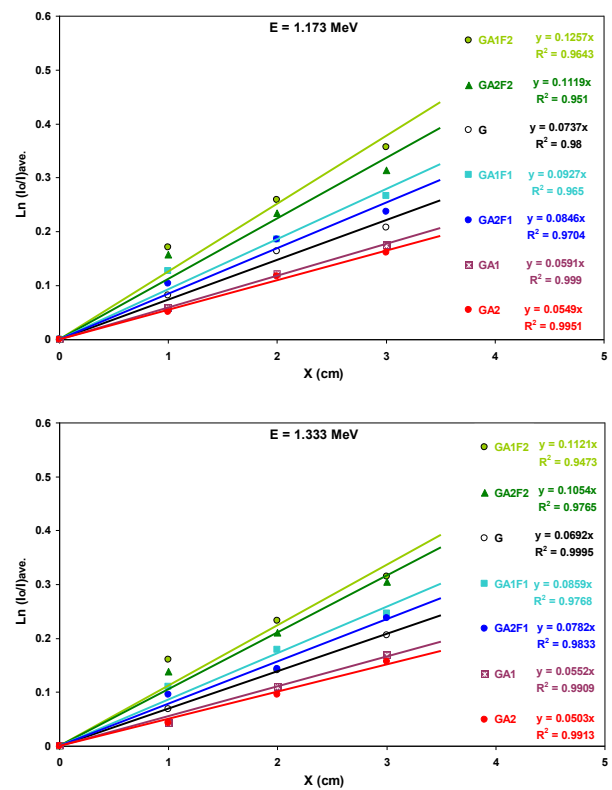 E = 1.173 MeV
0.6
0.5
0.4
0.3
0.2
0.1
0
Ln (Io/I)ave.
0 1 2 3 4 5
X (cm)
GA1F2 y = 0.1257x
R² = 0.9643
GA2F2 y = 0.1119x
R² = 0.951
G y = 0.0737x
R² = 0.98
GA1F1 y = 0.0927x
R² = 0.965
GA2F1 y = 0.0846x
R² = 0.9704
GA1 y = 0.0591x
R² = 0.999
GA2 y = 0.0549x
R² = 0.9951
E = 1.333 MeV
0.6
0.5
0.4
0.3
0.2
0.1
0
Ln (Io/I)ave.
0 1 2 3 4 5
X (cm)
GA1F2 y = 0.1121x
R² = 0.9473
GA2F2 y = 0.1054x
R² = 0.9765
G y = 0.0692x
R² = 0.9995
GA1F1 y = 0.0859x
R² = 0.9768
GA2F1 y = 0.0782x
R² = 0.9833
GA1 y = 0.0552x
R² = 0.9909
GA2 y = 0.0503x
R² = 0.9913